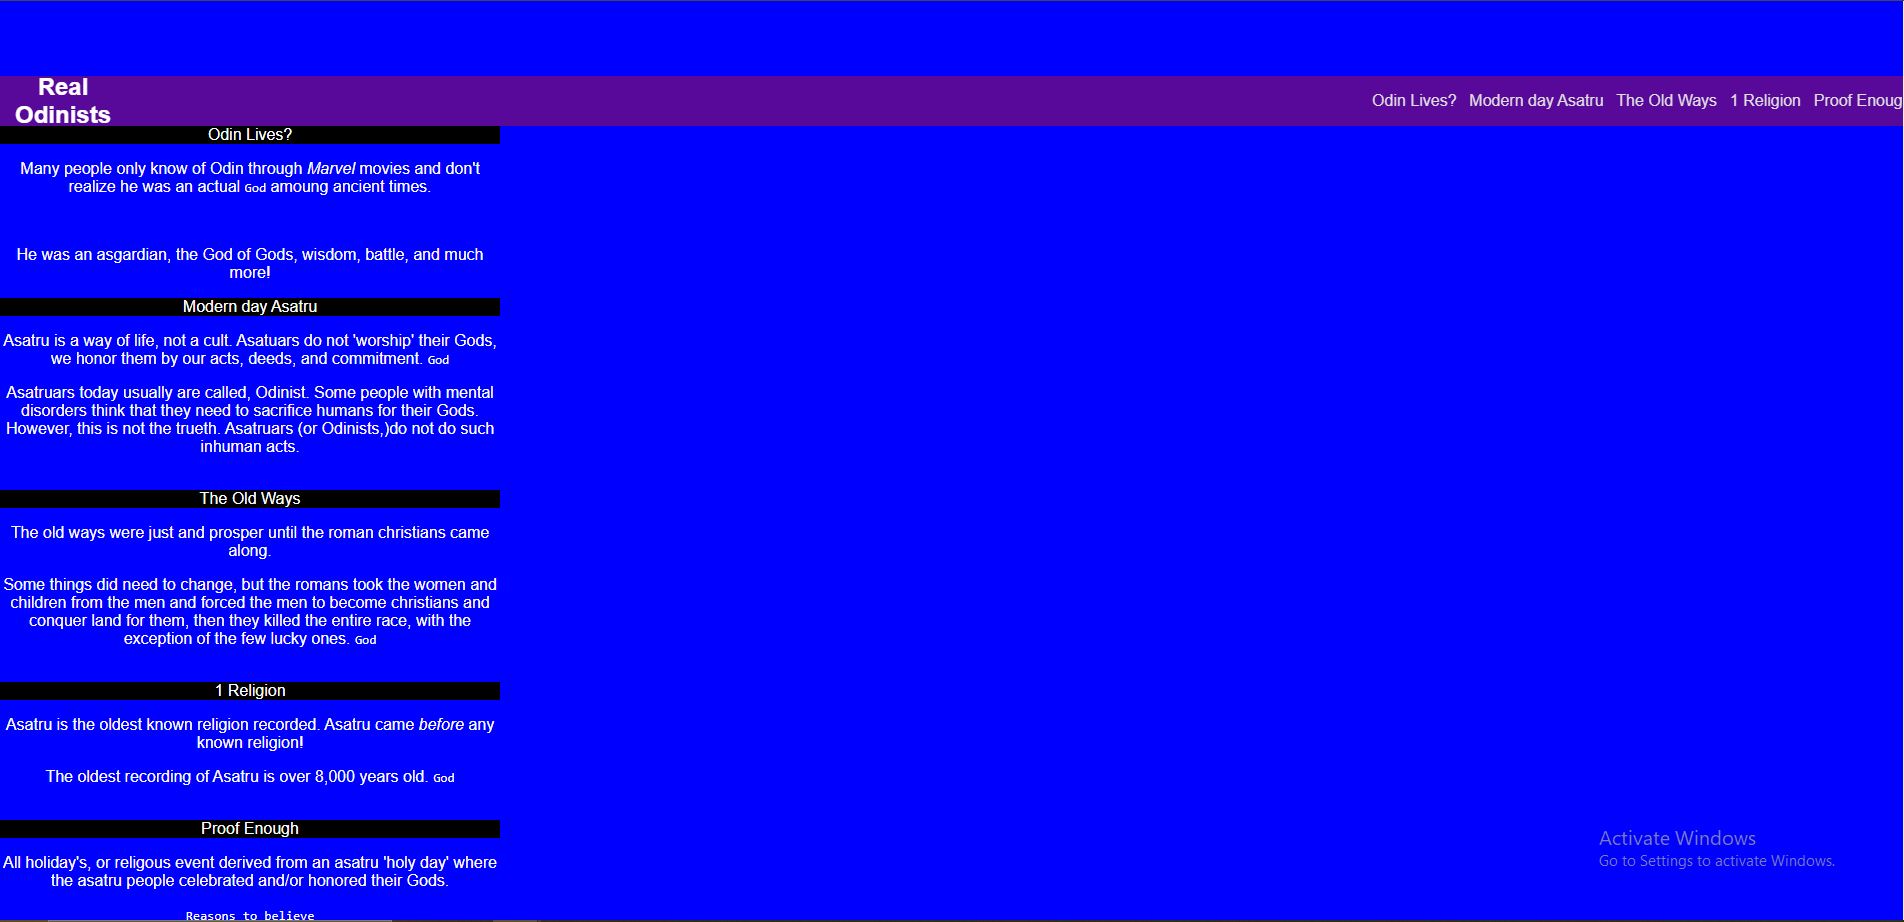 Real
Odinists
Odin Lives? Modern day Asatru The Old Ways 1 Religion Proof Enoug
Odin Lives?
Many people only know of Odin through Marvel movies and don't
realize he was an actual God amoung ancient times.
He was an asgardian, the God of Gods, wisdom, battle, and much
more!
Modern day Asatru
Asatru is a way of life, not a cult. Asatuars do not 'worship' their Gods,
we honor them by our acts, deeds, and commitment. God
Asatruars today usually are called, Odinist. Some people with mental
disorders think that they need to sacrifice humans for their Gods.
However, this is not the trueth. Asatruars (or Odinists,)do not do such
inhuman acts.
The Old Ways
The old ways were just and prosper until the roman christians came
along.
Some things did need to change, but the romans took the women and
children from the men and forced the men to become christians and
conquer land for them, then they killed the entire race, with the
exception of the few lucky ones. God
1 Religion
Asatru is the oldest known religion recorded. Asatru came before any
known religion!
The oldest recording of Asatru is over 8,000 years old. God
Proof Enough
All holiday's, or religous event derived from an asatru 'holy day' where
the asatru people celebrated and/or honored their Gods.
Reasons to believe
Activate Windows
Go to Settings to activate Windows.